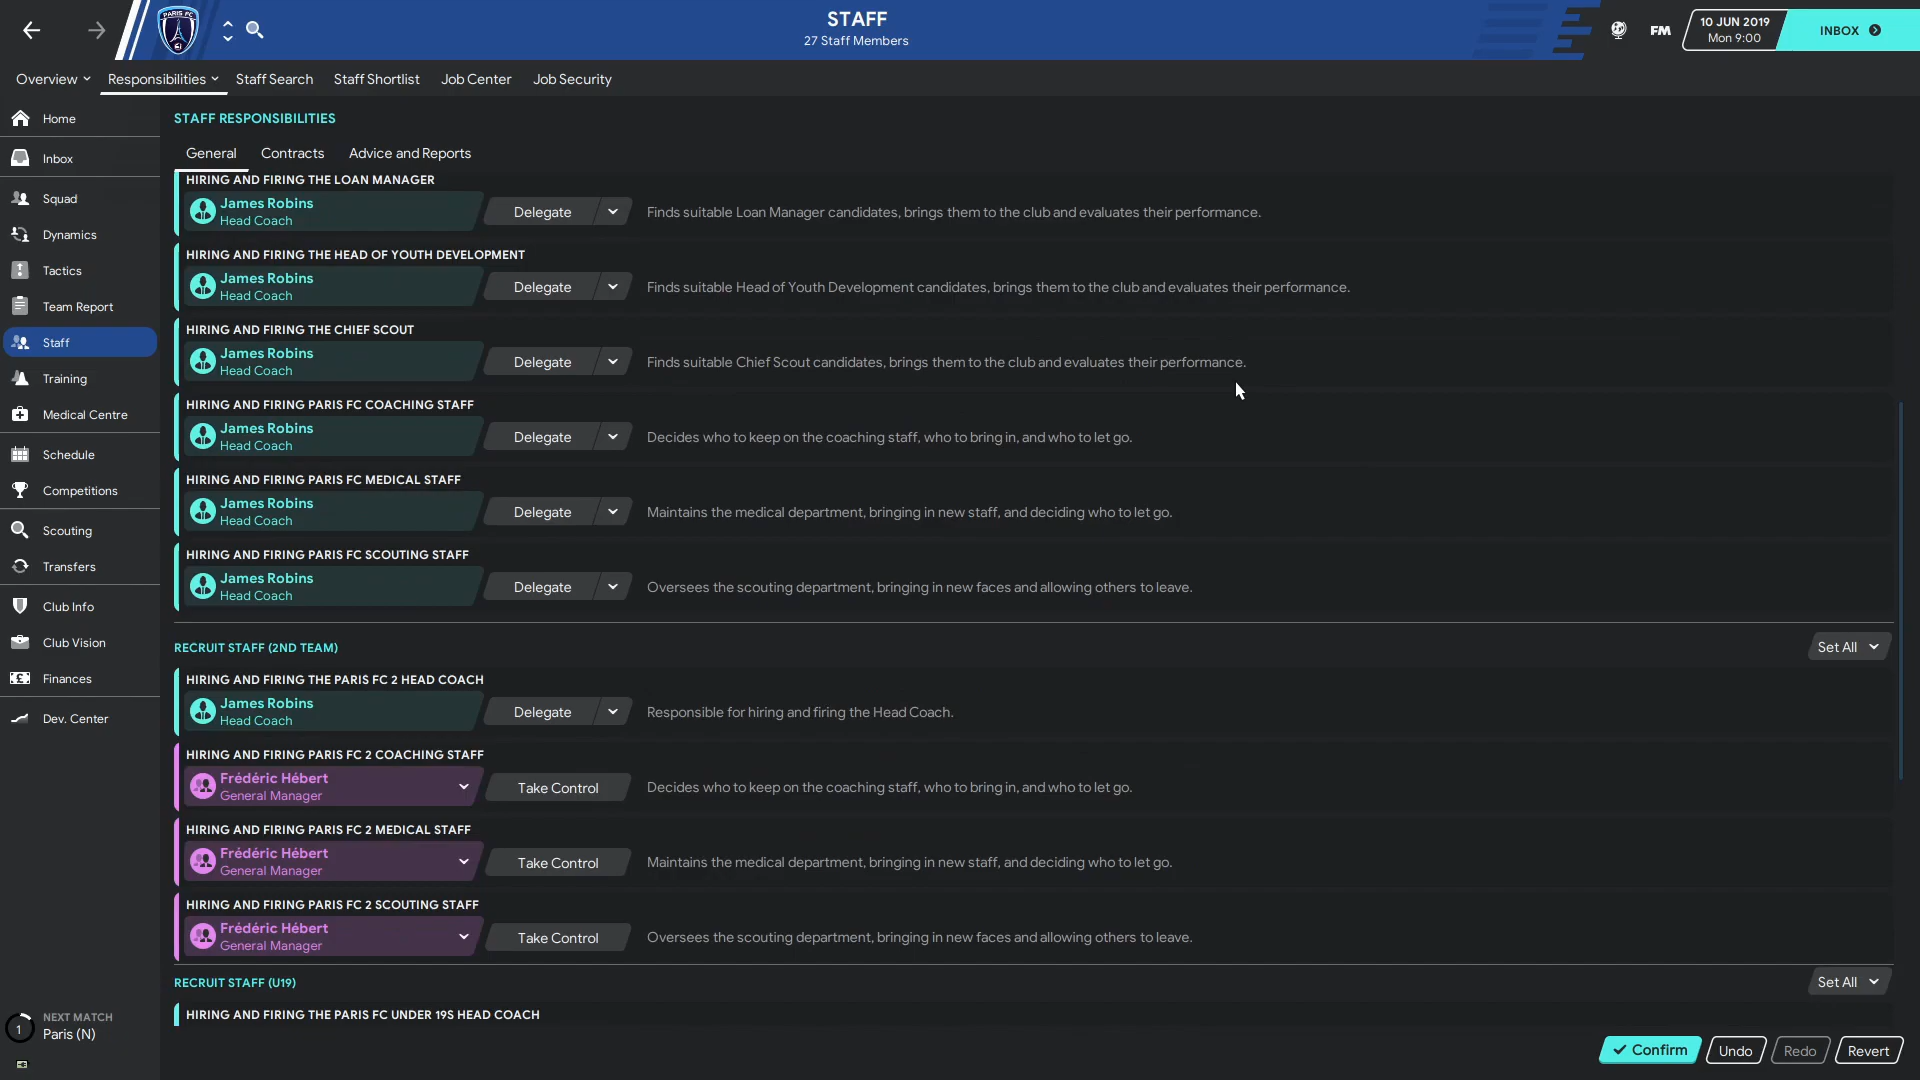 PARIS FC
STAFF
27 Staff Members
FM
10 JUN 2019
Mon 9:00
INBOX
Overview
Responsibilities
Staff Search
Staff Shortlist
Job Center
Job Security
Home
Inbox
Squad
Dynamics
Tactics
Team Report
Staff
Training
Medical Centre
Schedule
Competitions
Scouting
Transfers
Club Info
Club Vision
Finances
Dev. Center
1
NEXT MATCH
Paris (N)
STAFF RESPONSIBILITIES
General
Contracts
Advice and Reports
HIRING AND FIRING THE LOAN MANAGER
James Robins
Head Coach
Delegate
Finds suitable Loan Manager candidates, brings them to the club and evaluates their performance.
HIRING AND FIRING THE HEAD OF YOUTH DEVELOPMENT
James Robins
Head Coach
Delegate
Finds suitable Head of Youth Development candidates, brings them to the club and evaluates their performance.
HIRING AND FIRING THE CHIEF SCOUT
James Robins
Head Coach
Delegate
Finds suitable Chief Scout candidates, brings them to the club and evaluates their performance.
HIRING AND FIRING PARIS FC COACHING STAFF
James Robins
Head Coach
Delegate
Decides who to keep on the coaching staff, who to bring in, and who to let go.
HIRING AND FIRING PARIS FC MEDICAL STAFF
James Robins
Head Coach
Delegate
Maintains the medical department, bringing in new staff, and deciding who to let go.
HIRING AND FIRING PARIS FC SCOUTING STAFF
James Robins
Head Coach
Delegate
Oversees the scouting department, bringing in new faces and allowing others to leave.
RECRUIT STAFF (2ND TEAM)
Set All
HIRING AND FIRING THE PARIS FC 2 HEAD COACH
James Robins
Head Coach
Delegate
Responsible for hiring and firing the Head Coach.
HIRING AND FIRING PARIS FC 2 COACHING STAFF
Frédéric Hébert
General Manager
Take Control
Decides who to keep on the coaching staff, who to bring in, and who to let go.
HIRING AND FIRING PARIS FC 2 MEDICAL STAFF
Frédéric Hébert
General Manager
Take Control
Maintains the medical department, bringing in new staff, and deciding who to let go.
HIRING AND FIRING PARIS FC 2 SCOUTING STAFF
Frédéric Hébert
General Manager
Take Control
Oversees the scouting department, bringing in new faces and allowing others to leave.
RECRUIT STAFF (U19)
Set All
HIRING AND FIRING THE PARIS FC UNDER 19S HEAD COACH
Confirm
Undo
Redo
Revert